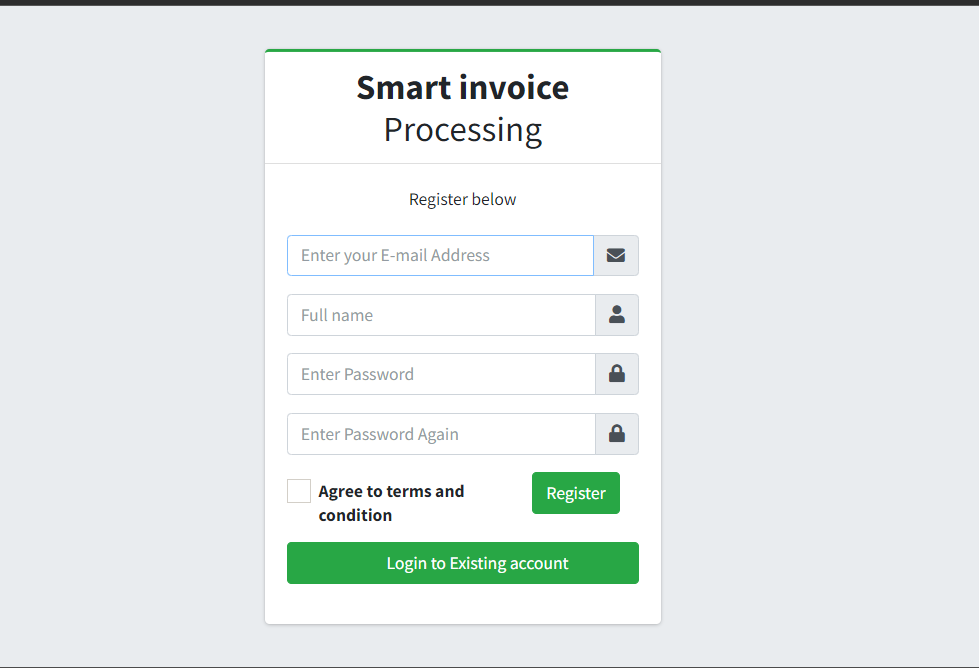 Smart invoice
Processing
Register below
Enter your E-mail Address
Full name
Enter Password
Enter Password Again
Agree to terms and
condition
Register
Login to Existing account